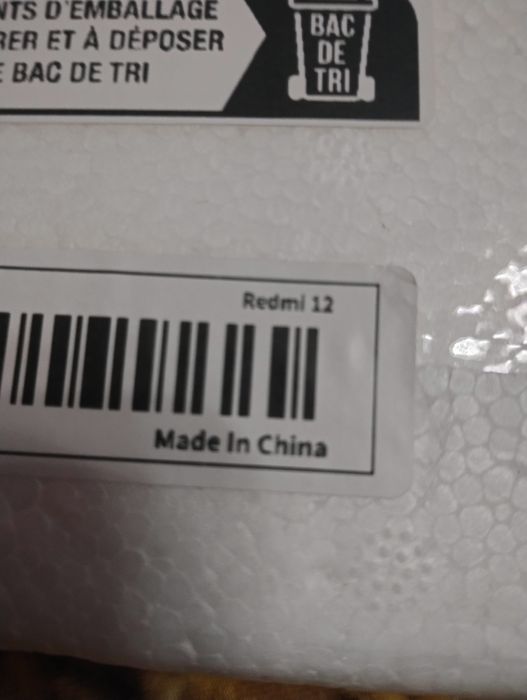 NTS D'EMBALLAGE
RER ET À DÉPOSER
E BAC DE TRI
BAC
DE
TRI
Redmi 12
Made In China